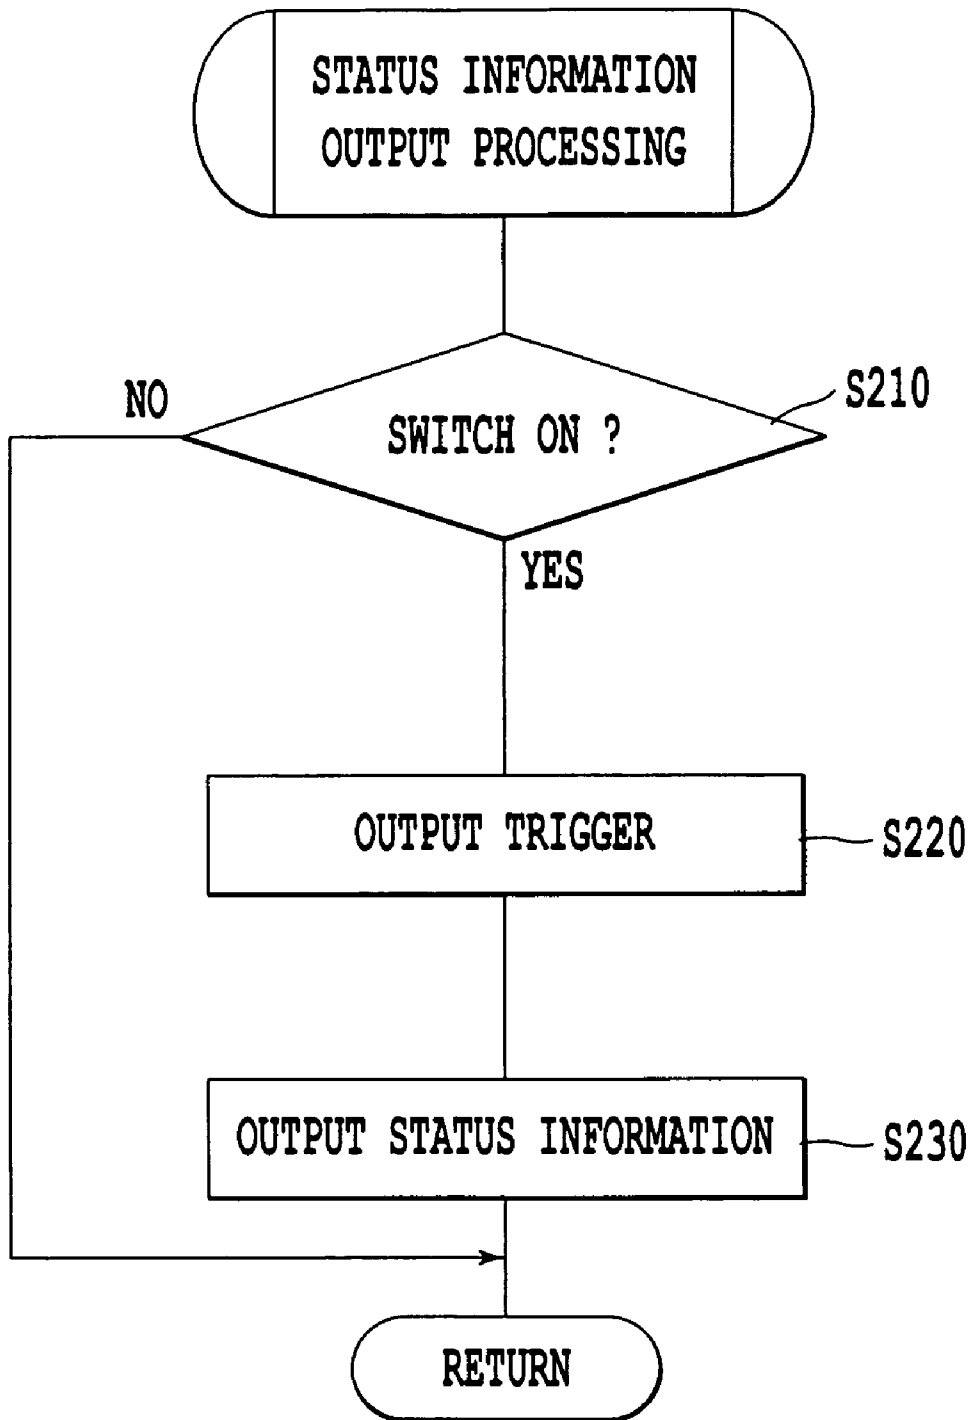 STATUS INFORMATION
OUTPUT PROCESSING
NO
S210
SWITCH ON ?
YES
OUTPUT TRIGGER
S220
OUTPUT STATUS INFORMATION
S230
RETURN